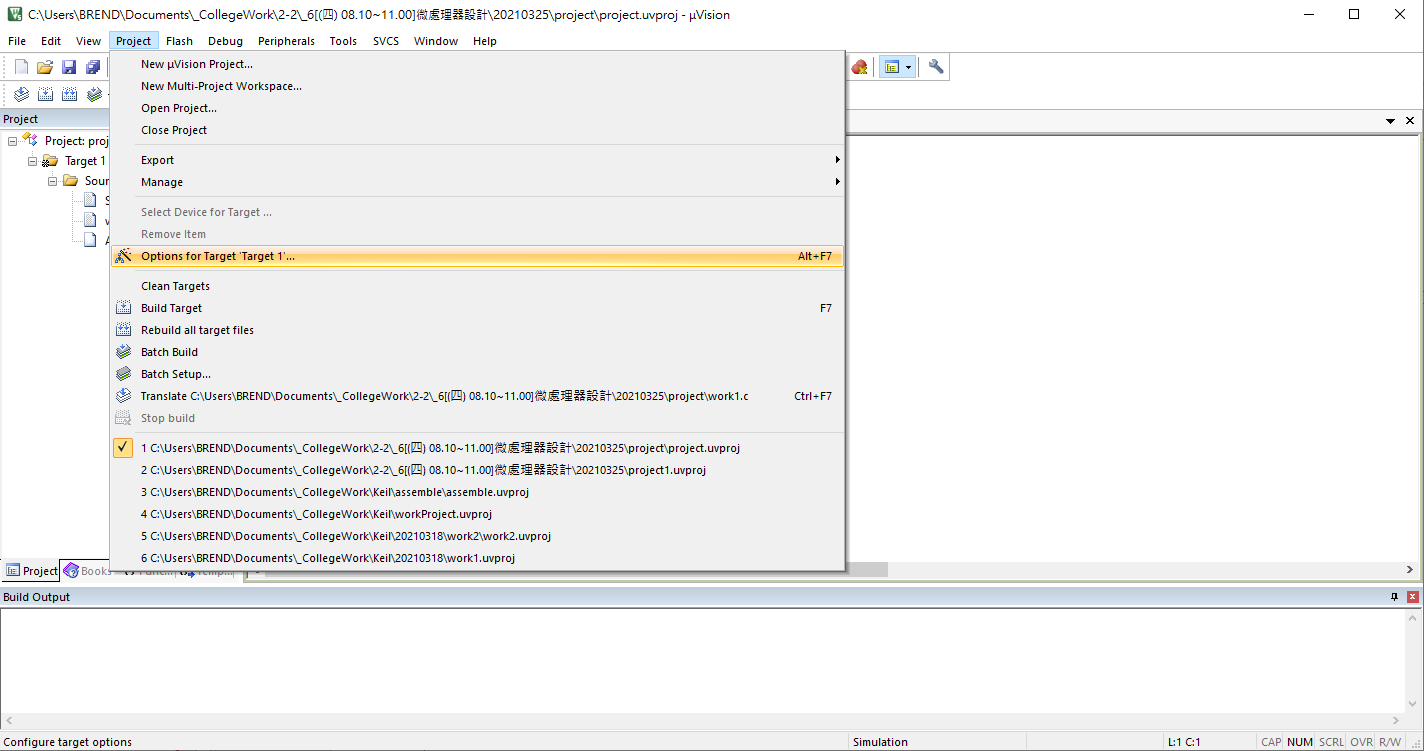 C:\Users\BREND\Documents\_CollegeWork\2-2\_6[(四) 08.10~11.00]微處理器設計\20210325\project\project.uvproj - µVision
File Edit View Project Flash Debug Peripherals Tools SVCS Window Help
New µVision Project...
New Multi-Project Workspace...
Open Project...
Close Project
Export
Manage
Select Device for Target ...
Remove Item
Options for Target 'Target 1'... Alt+F7
Clean Targets
Build Target F7
Rebuild all target files
Batch Build
Batch Setup...
Translate C:\Users\BREND\Documents\_CollegeWork\2-2\_6[(四) 08.10~11.00]微處理器設計\20210325\project\work1.c Ctrl+F7
Stop build
1 C:\Users\BREND\Documents\_CollegeWork\2-2\_6[(四) 08.10~11.00]微處理器設計\20210325\project\project.uvproj
2 C:\Users\BREND\Documents\_CollegeWork\2-2\_6[(四) 08.10~11.00]微處理器設計\20210325\project1.uvproj
3 C:\Users\BREND\Documents\_CollegeWork\Keil\assemble\assemble.uvproj
4 C:\Users\BREND\Documents\_CollegeWork\Keil\workProject.uvproj
5 C:\Users\BREND\Documents\_CollegeWork\Keil\20210318\work2\work2.uvproj
6 C:\Users\BREND\Documents\_CollegeWork\Keil\20210318\work1.uvproj
Project
Project: proj
Target 1
Sour
Project Books
Build Output
Configure target options Simulation L:1 C:1 CAP NUM SCRL OVR R/W